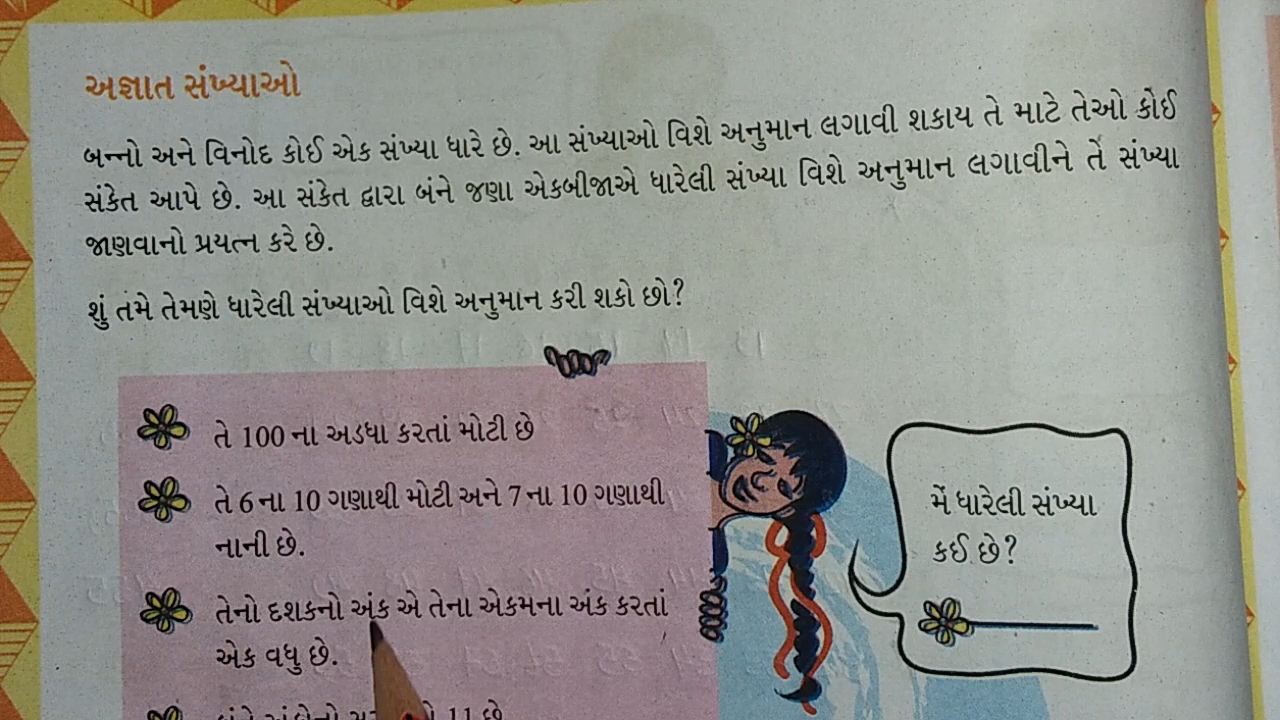 અજ્ઞાત સંખ્યાઓ
બન્નો અને વિનોદ કોઈ એક સંખ્યા ધારે છે. આ સંખ્યાઓ વિશે અનુમાન લગાવી શકાય તે માટે તેઓ કોઈ
સંકેત આપે છે. આ સંકેત દ્વારા બંને જણા એકબીજાએ ધારેલી સંખ્યા વિશે અનુમાન લગાવીને તે સંખ્યા
જાણવાનો પ્રયત્ન કરે છે.
શું તમે તેમણે ધારેલી સંખ્યાઓ વિશે અનુમાન કરી શકો છો?
તે 100 ના અડધા કરતાં મોટી છે
તે 6 ના 10 ગણાથી મોટી અને 7 ના 10 ગણાથી
નાની છે.
તેનો દશકનો અંક એ તેના એકમના અંક કરતાં
એક વધુ છે.
11 છે
મેં ધારેલી સંખ્યા
કઈ છે?